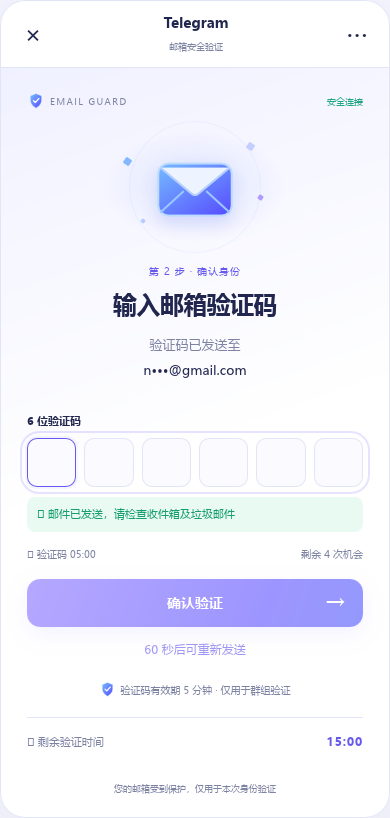 Telegram
邮箱安全验证
EMAIL GUARD
安全连接
第 2 步 · 确认身份
输入邮箱验证码
验证码已发送至
n•••@gmail.com
6 位验证码
邮件已发送，请检查收件箱及垃圾邮件
验证码 05:00
剩余 4 次机会
确认验证
60 秒后可重新发送
验证码有效期 5 分钟 · 仅用于群组验证
剩余验证时间
15:00
您的邮箱受到保护，仅用于本次身份验证